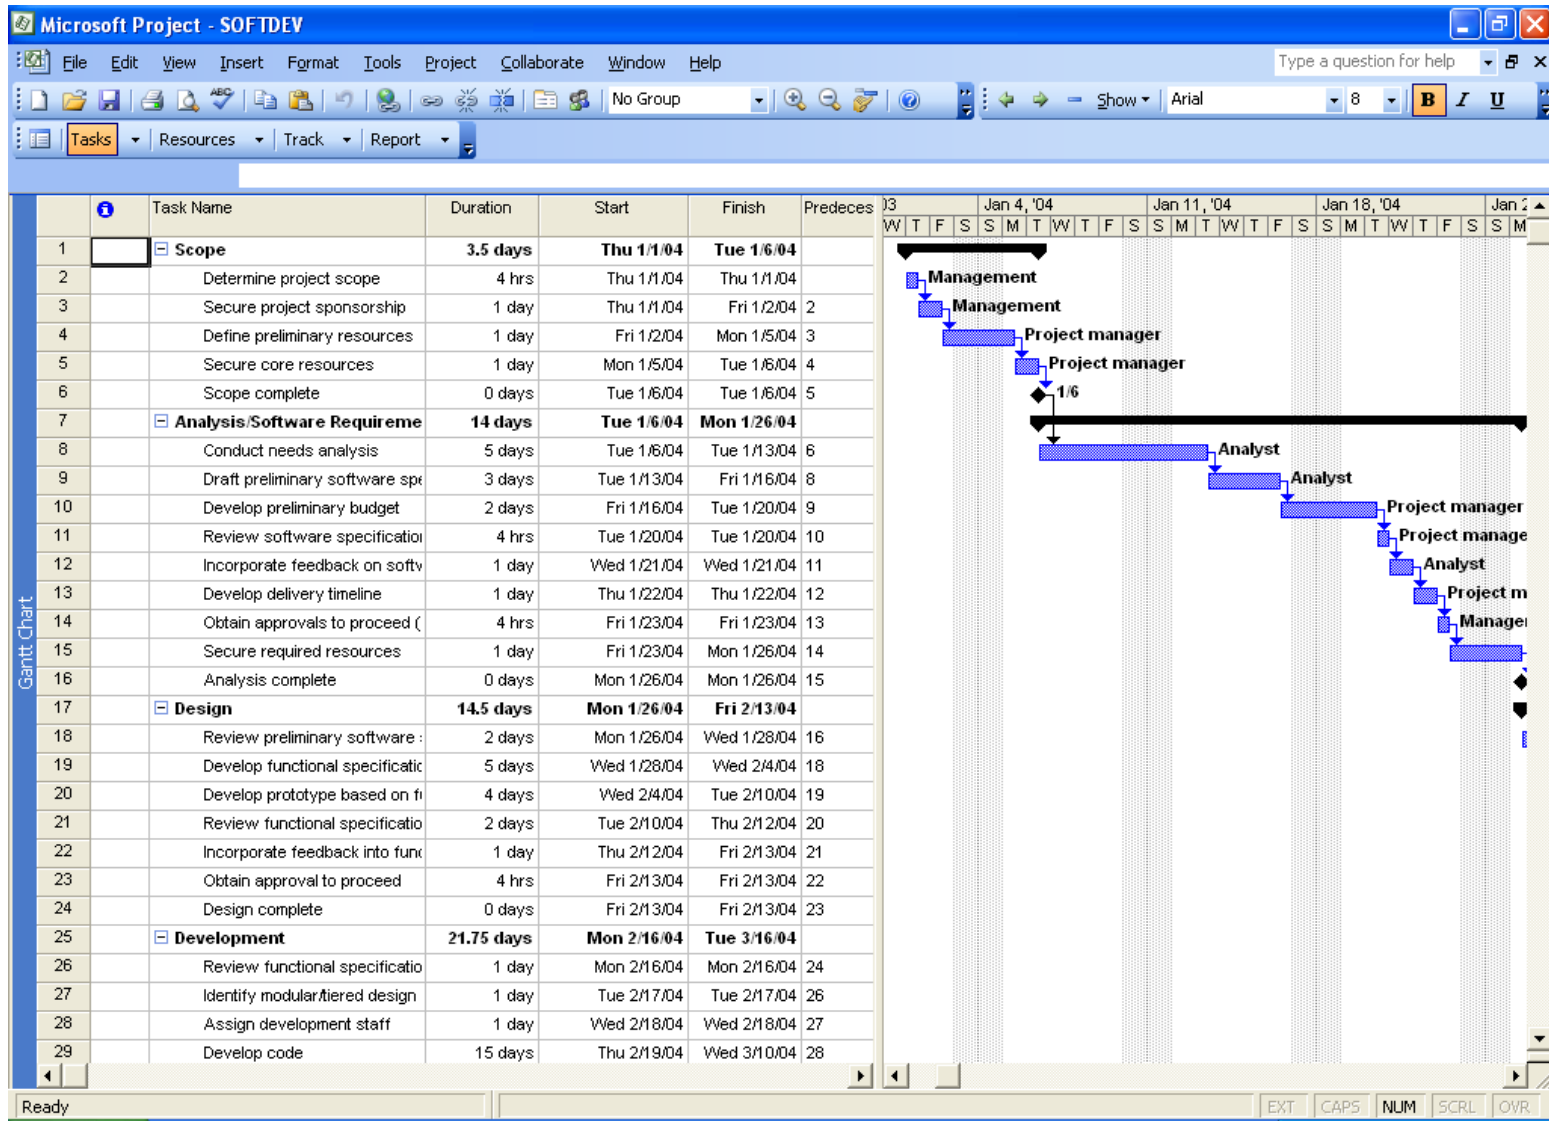 Microsoft Project - SOFTDEV
File Edit View Insert Format Tools Project Collaborate Window Help Type a question for help
No Group Show Arial 8 B I U
Tasks Resources Track Report
Task Name Duration Start Finish Predeces 03 Jan 4, '04 Jan 11, '04 Jan 18, '04 Jan
W T F S S M T W T F S S M T W T F S S M T W T F S S M
1 Scope 3.5 days Thu 1/1/04 Tue 1/6/04
2 Determine project scope 4 hrs Thu 1/1/04 Thu 1/1/04 Management
3 Secure project sponsorship 1 day Thu 1/1/04 Fri 1/2/04 2 Management
4 Define preliminary resources 1 day Fri 1/2/04 Mon 1/5/04 3 Project manager
5 Secure core resources 1 day Mon 1/5/04 Tue 1/6/04 4 Project manager
6 Scope complete 0 days Tue 1/6/04 Tue 1/6/04 5 1/6
7 Analysis/Software Requireme 14 days Tue 1/6/04 Mon 1/26/04
8 Conduct needs analysis 5 days Tue 1/6/04 Tue 1/13/04 6 Analyst
9 Draft preliminary software spe 3 days Tue 1/13/04 Fri 1/16/04 8 Analyst
10 Develop preliminary budget 2 days Fri 1/16/04 Tue 1/20/04 9 Project manager
11 Review software specification 4 hrs Tue 1/20/04 Tue 1/20/04 10 Project manage
12 Incorporate feedback on softw 1 day Wed 1/21/04 Wed 1/21/04 11 Analyst
13 Develop delivery timeline 1 day Thu 1/22/04 Thu 1/22/04 12 Project m
14 Obtain approvals to proceed ( 4 hrs Fri 1/23/04 Fri 1/23/04 13 Manage
15 Secure required resources 1 day Fri 1/23/04 Mon 1/26/04 14
16 Analysis complete 0 days Mon 1/26/04 Mon 1/26/04 15
17 Design 14.5 days Mon 1/26/04 Fri 2/13/04
18 Review preliminary software 2 days Mon 1/26/04 Wed 1/28/04 16
19 Develop functional specificatic 5 days Wed 1/28/04 Wed 2/4/04 18
20 Develop prototype based on f 4 days Wed 2/4/04 Tue 2/10/04 19
21 Review functional specificatio 2 days Tue 2/10/04 Thu 2/12/04 20
22 Incorporate feedback into func 1 day Thu 2/12/04 Fri 2/13/04 21
23 Obtain approval to proceed 4 hrs Fri 2/13/04 Fri 2/13/04 22
24 Design complete 0 days Fri 2/13/04 Fri 2/13/04 23
25 Development 21.75 days Mon 2/16/04 Tue 3/16/04
26 Review functional specificatio 1 day Mon 2/16/04 Mon 2/16/04 24
27 Identify modular/tiered design 1 day Tue 2/17/04 Tue 2/17/04 26
28 Assign development staff 1 day Wed 2/18/04 Wed 2/18/04 27
29 Develop code 15 days Thu 2/19/04 Wed 3/10/04 28
Gantt Chart
Ready EXT CAPS NUM SCRL OVR